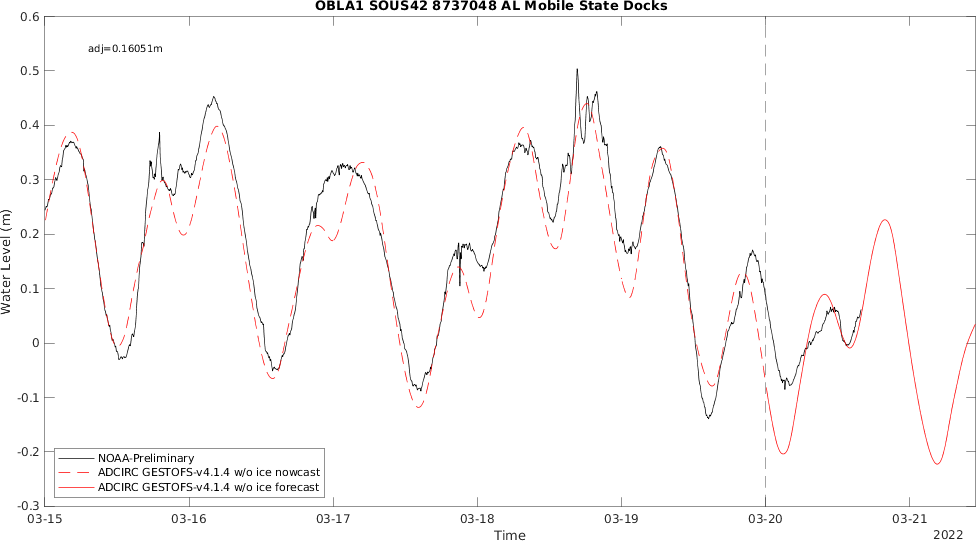 OBLA1 SOUS42 8737048 AL Mobile State Docks
adj=0.16051m
0.6
0.5
0.4
0.3
0.2
0.1
0
-0.1
-0.2
-0.3
Water Level (m)
NOAA-Preliminary
ADCIRC GESTOFS-v4.1.4 w/o ice nowcast
ADCIRC GESTOFS-v4.1.4 w/o ice forecast
03-15 03-16 03-17 03-18 03-19 03-20 03-21
Time
2022